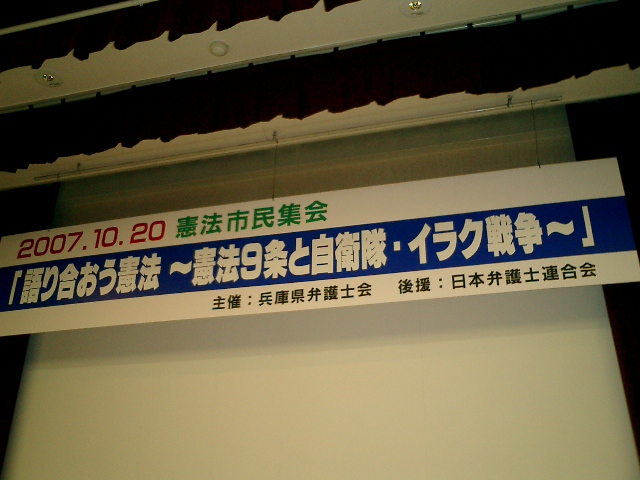 2007.10.20 憲法市民集会
「語り合おう憲法 ～憲法9条と自衛隊・イラク戦争～」
主催：兵庫県弁護士会 後援：日本弁護士連合会